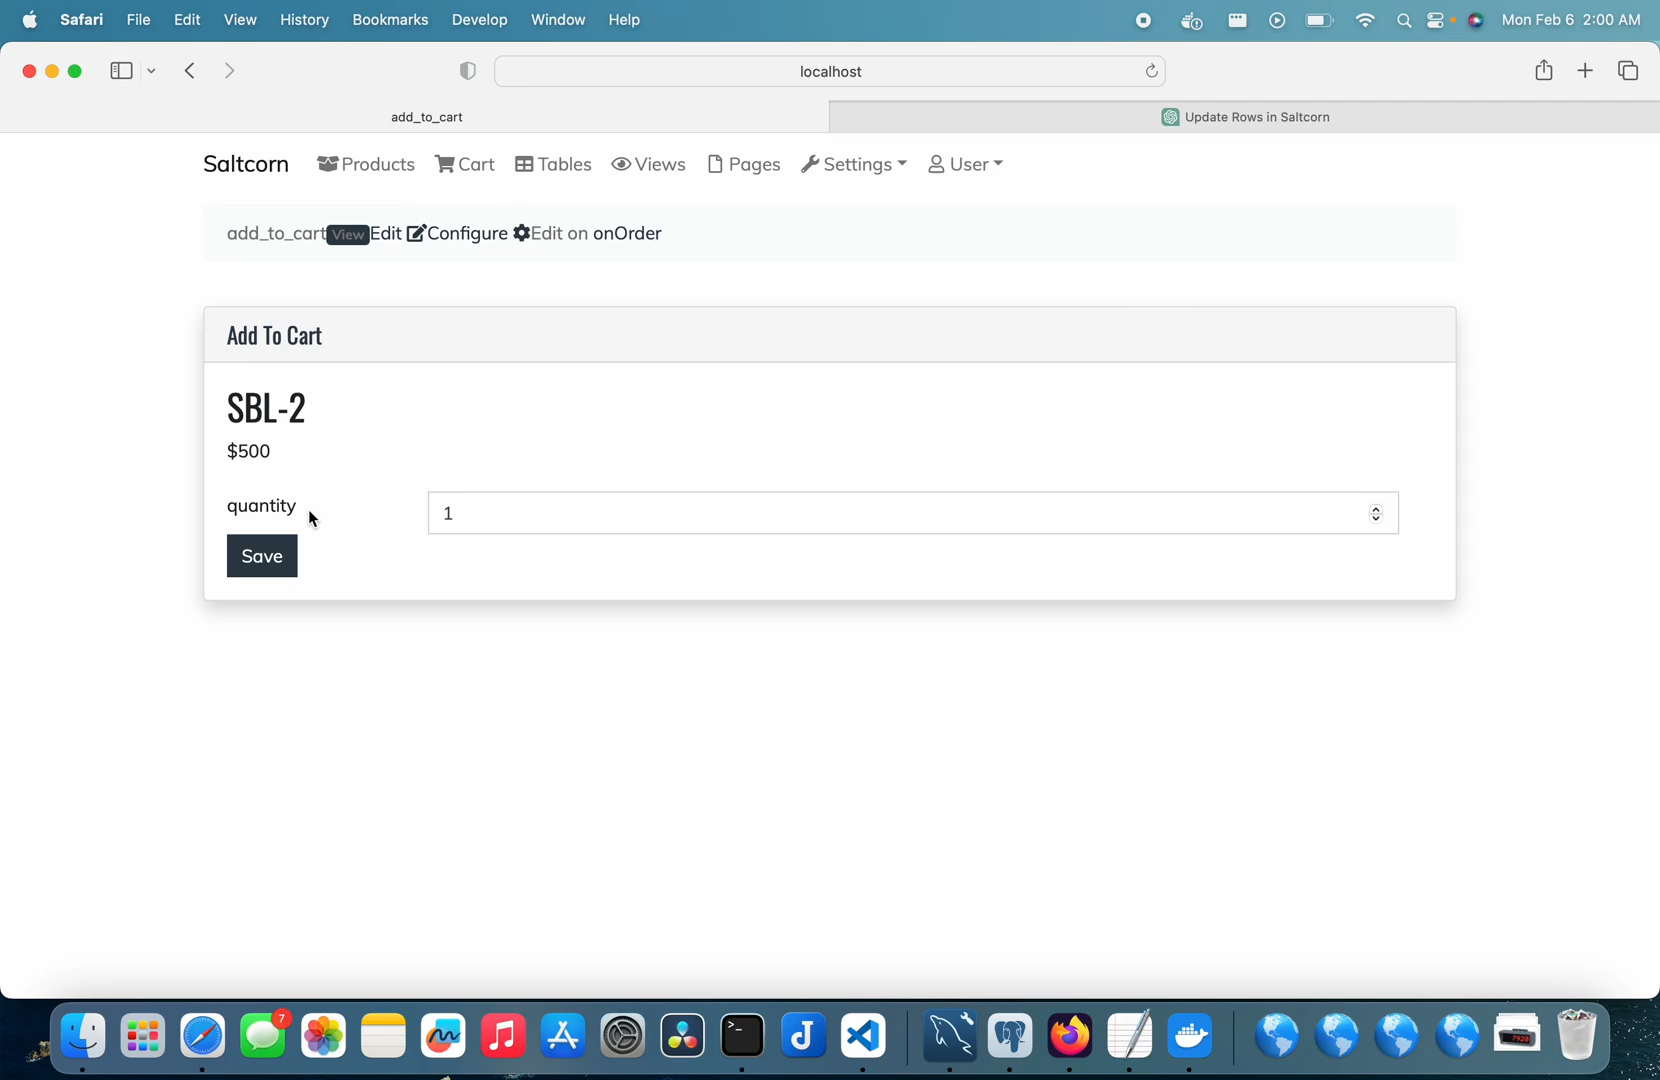 Safari File Edit View History Bookmarks Develop Window Help Mon Feb 6 2:00 AM
localhost
add_to_cart Update Rows in Saltcorn
Saltcorn Products Cart Tables Views Pages Settings User
add_to_cart View Edit Configure Edit on onOrder
Add To Cart
SBL-2
$500
quantity 1
Save
7
7920